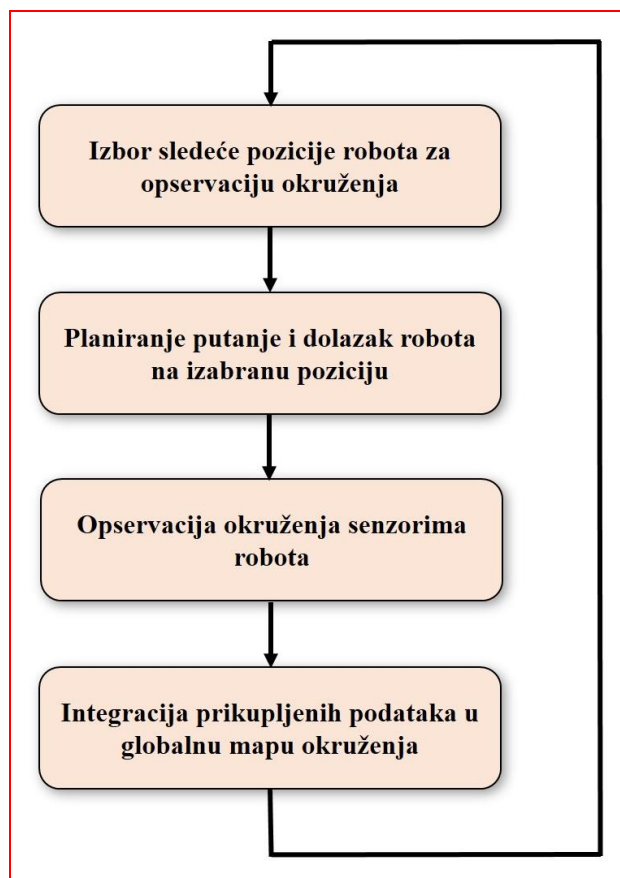 Izbor sledeće pozicije robota za
opservaciju okruženja
Planiranje putanje i dolazak robota
na izabranu poziciju
Opservacija okruženja senzorima
robota
Integracija prikupljenih podataka u
globalnu mapu okruženja